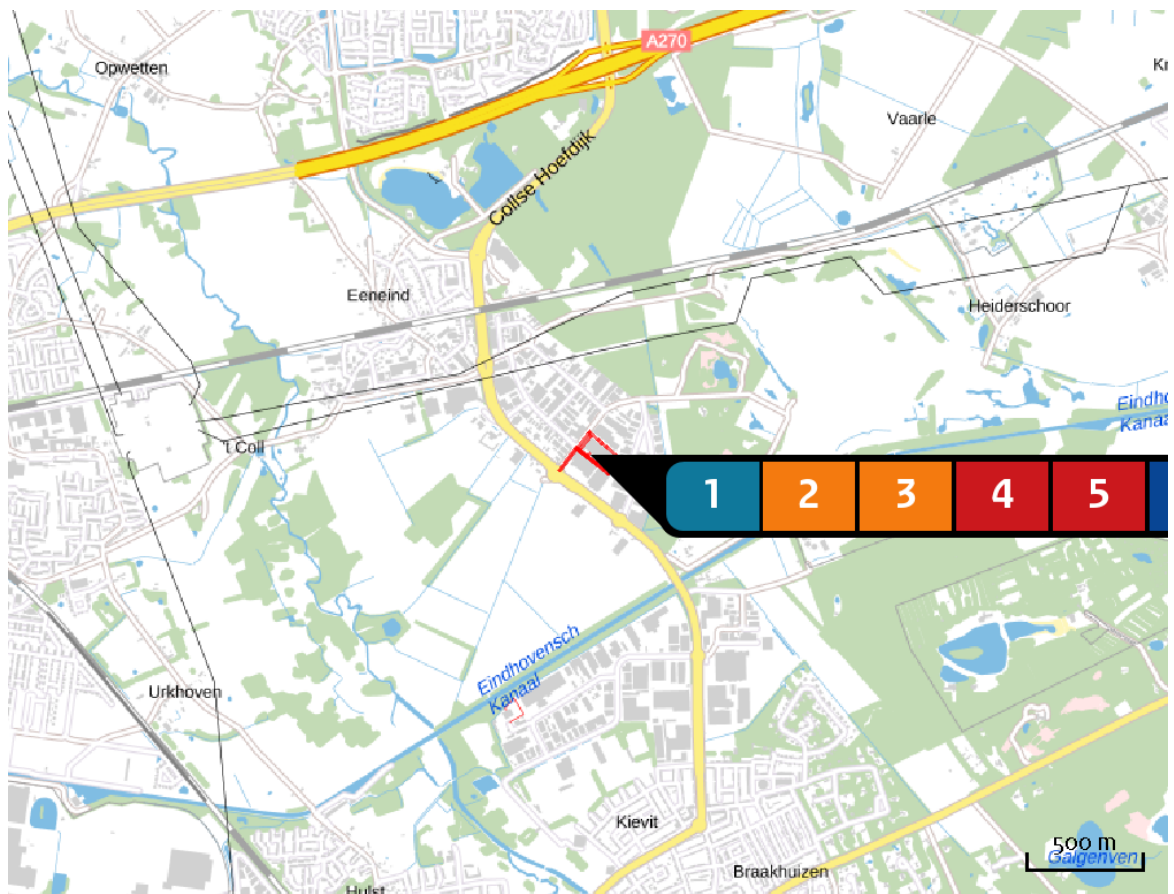 A270
Opwetten
Kr
Vaarle
Collse Hoefdijk
Eeneind
Heiderschoor
Eindho
Kanaa
't Coll
1 2 3 4 5
Eindhovensch
Kanaal
Urkhoven
Kievit
500 m
Galgenven
Braakhuizen
Hulst